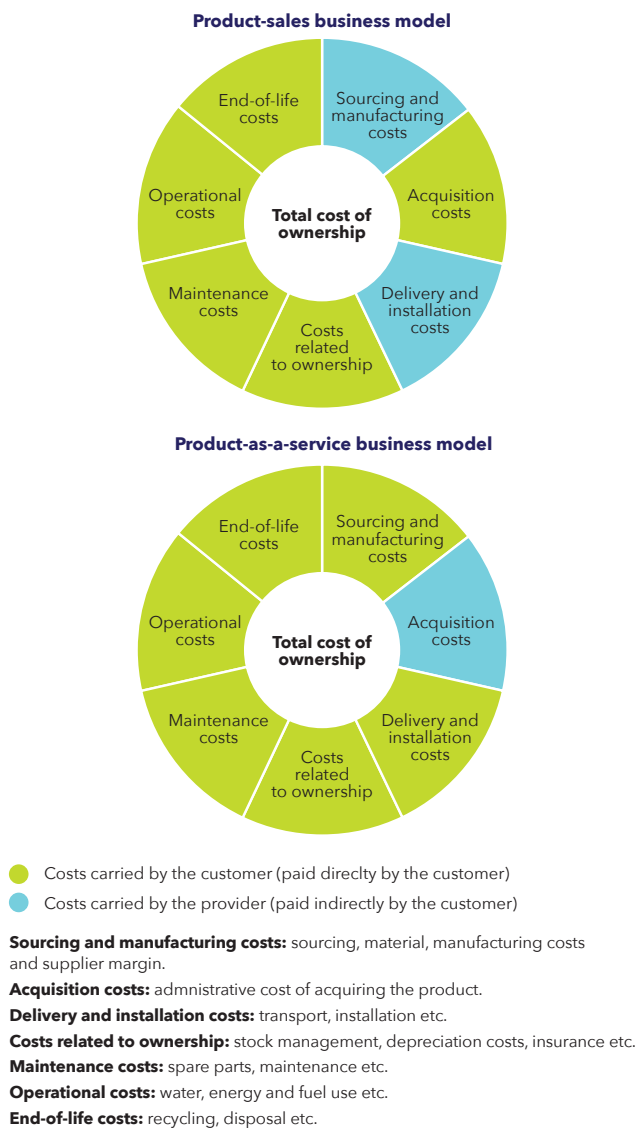 Product-sales business model
End-of-life
costs
Sourcing and
manufacturing
costs
Operational
costs
Total cost of
ownership
Acquisition
costs
Maintenance
costs
Costs
related
to ownership
Delivery and
installation
costs
Product-as-a-service business model
End-of-life
costs
Sourcing and
manufacturing
costs
Operational
costs
Total cost of
ownership
Acquisition
costs
Maintenance
costs
Costs
related
to ownership
Delivery and
installation
costs
Costs carried by the customer (paid direclty by the customer)
Costs carried by the provider (paid indirectly by the customer)
Sourcing and manufacturing costs: sourcing, material, manufacturing costs
and supplier margin.
Acquisition costs: admnistrative cost of acquiring the product.
Delivery and installation costs: transport, installation etc.
Costs related to ownership: stock management, depreciation costs, insurance etc.
Maintenance costs: spare parts, maintenance etc.
Operational costs: water, energy and fuel use etc.
End-of-life costs: recycling, disposal etc.